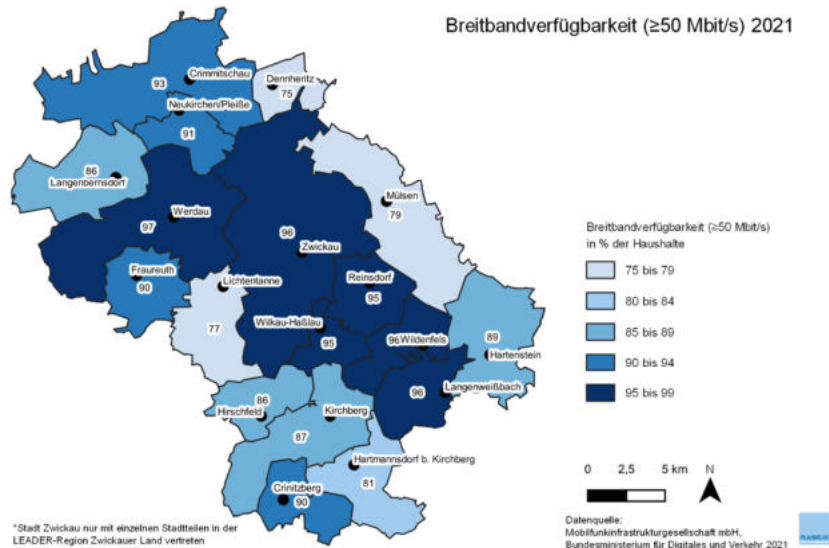 Breitbandverfügbarkeit (≥50 Mbit/s) 2021
Crimmitschau
93
Dennheritz
75
Neukirchen/Pleiße
91
86
Langenbernsdorf
Mülsen
79
Werdau
97
96
Zwickau
Fraureuth
90
Lichtentanne
77
Reinsdorf
95
Wilkau-Haßlau
95
96
Wildenfels
89
Hartenstein
96
Langenweißbach
86
Hirschfeld
Kirchberg
87
Hartmannsdorf b. Kirchberg
81
Crinitzberg
90
Breitbandverfügbarkeit (≥50 Mbit/s)
in % der Haushalte
75 bis 79
80 bis 84
85 bis 89
90 bis 94
95 bis 99
0 2,5 5 km
N
*Stadt Zwickau nur mit einzelnen Stadtteilen in der
LEADER-Region Zwickauer Land vertreten
Datenquelle:
Mobilfunkinfrastrukturgesellschaft mbH,
Bundesministerium für Digitales und Verkehr 2021